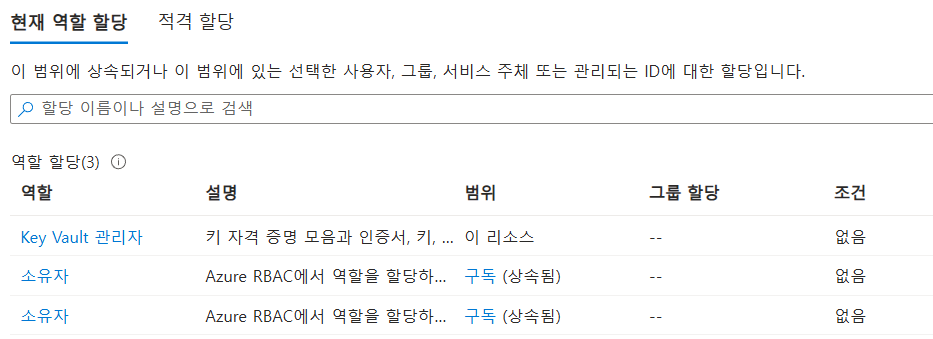 현재 역할 할당 적격 할당
이 범위에 상속되거나 이 범위에 있는 선택한 사용자, 그룹, 서비스 주체 또는 관리되는 ID에 대한 할당입니다.
할당 이름이나 설명으로 검색
역할 할당(3)
역할 설명 범위 그룹 할당 조건
Key Vault 관리자 키 자격 증명 모음과 인증서, 키, ... 이 리소스 -- 없음
소유자 Azure RBAC에서 역할을 할당하... 구독 (상속됨) -- 없음
소유자 Azure RBAC에서 역할을 할당하... 구독 (상속됨) -- 없음